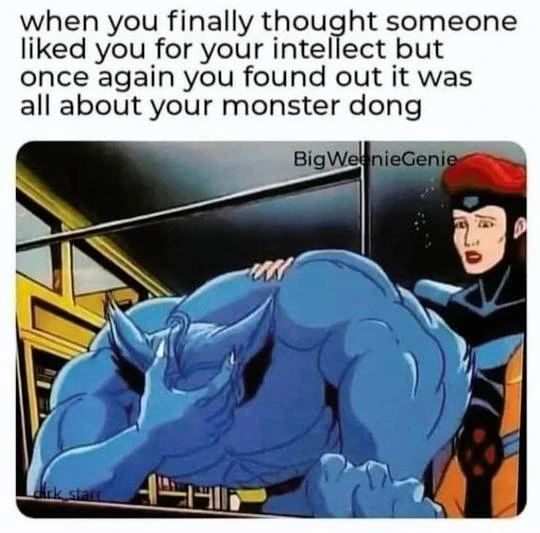 when you finally thought someone
liked you for your intellect but
once again you found out it was
all about your monster dong
BigWeenieGenie
dirk_starr